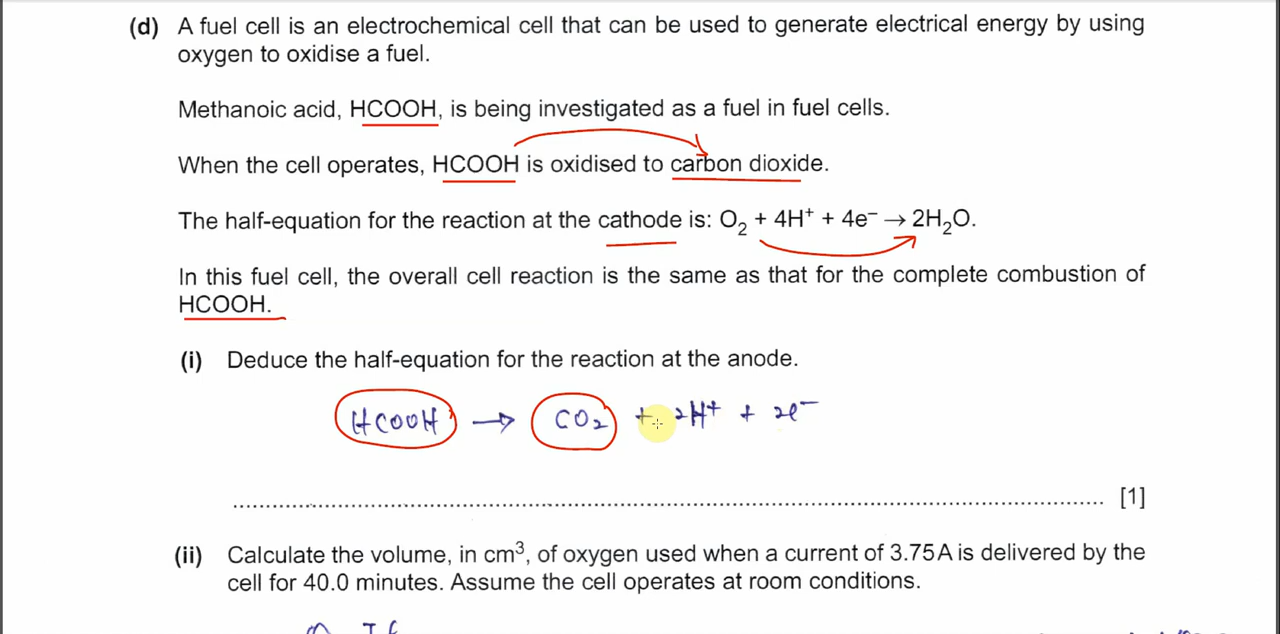 (d) A fuel cell is an electrochemical cell that can be used to generate electrical energy by using
oxygen to oxidise a fuel.
Methanoic acid, HCOOH, is being investigated as a fuel in fuel cells.
When the cell operates, HCOOH is oxidised to carbon dioxide.
The half-equation for the reaction at the cathode is: O₂ + 4H⁺ + 4e⁻ → 2H₂O.
In this fuel cell, the overall cell reaction is the same as that for the complete combustion of
HCOOH.
(i) Deduce the half-equation for the reaction at the anode.
HCOOH → CO₂ + 2H⁺ + 2e⁻
[1]
(ii) Calculate the volume, in cm³, of oxygen used when a current of 3.75 A is delivered by the
cell for 40.0 minutes. Assume the cell operates at room conditions.